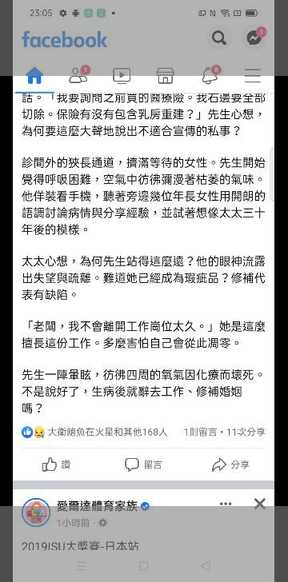 23:05
facebook
話。「我要詢問之前買的醫療險。我右邊要全部
切除。保險有沒有包含乳房重建？」先生心想，
為何要這麼大聲地說出不適合宣傳的私事？
診間外的狹長通道，擠滿等待的女性。先生開始
覺得呼吸困難，空氣中彷彿瀰漫著枯萎的氣味。
他佯裝看手機，聽著旁邊幾位年長女性用開朗的
語調討論病情與分享經驗，並試著想像太太三十
年後的模樣。
太太心想，為何先生站得這麼遠？他的眼神流露
出失望與疏離。難道她已經成為瑕疵品？修補代
表有缺陷。
「老闆，我不會離開工作崗位太久。」她是這麼
擅長這份工作。多麼害怕自己會從此凋零。
先生一陣暈眩，彷彿四周的氧氣因化療而壞死。
不是說好了，生病後就辭去工作、修補婚姻
嗎？
大衛鮑魚在火星和其他168人
1則留言・11次分享
讚 留言 分享
愛爾達體育家族
1小時前
2019ISU大獎賽-日本站